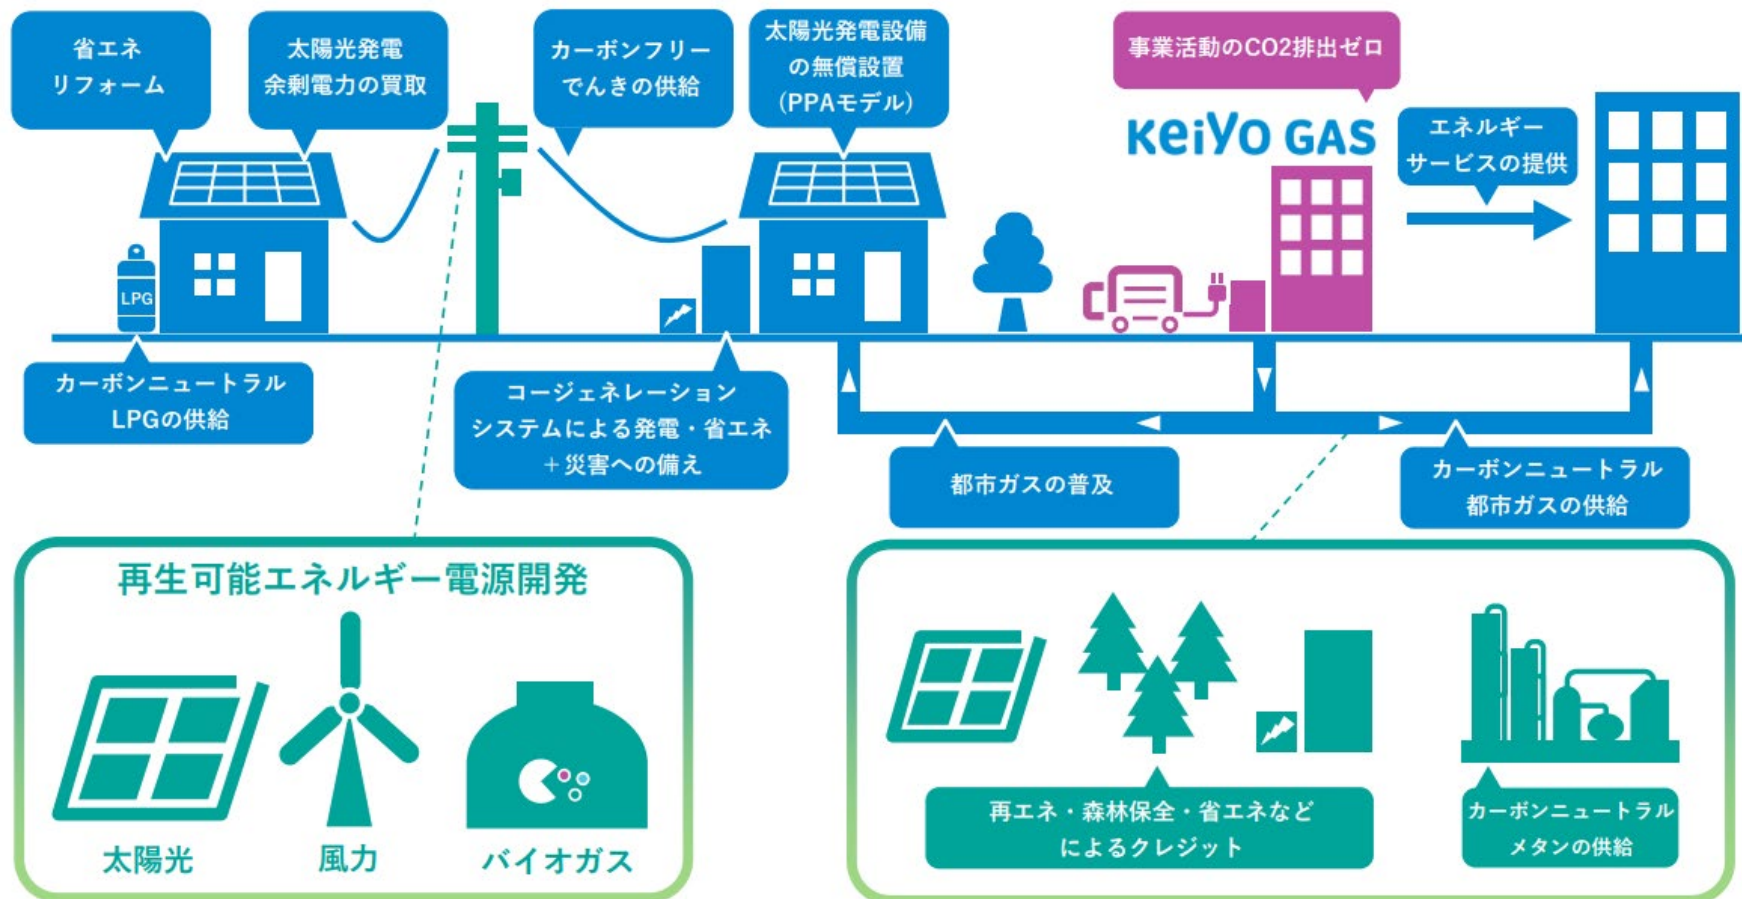 省エネ
リフォーム
太陽光発電
余剰電力の買取
カーボンフリー
でんきの供給
太陽光発電設備
の無償設置
(PPAモデル)
事業活動のCO2排出ゼロ
KeiYO GAS
エネルギー
サービスの提供
LPG
カーボンニュートラル
LPGの供給
コージェネレーション
システムによる発電・省エネ
＋災害への備え
都市ガスの普及
カーボンニュートラル
都市ガスの供給
再生可能エネルギー電源開発
太陽光
風力
バイオガス
再エネ・森林保全・省エネなど
によるクレジット
カーボンニュートラル
メタンの供給